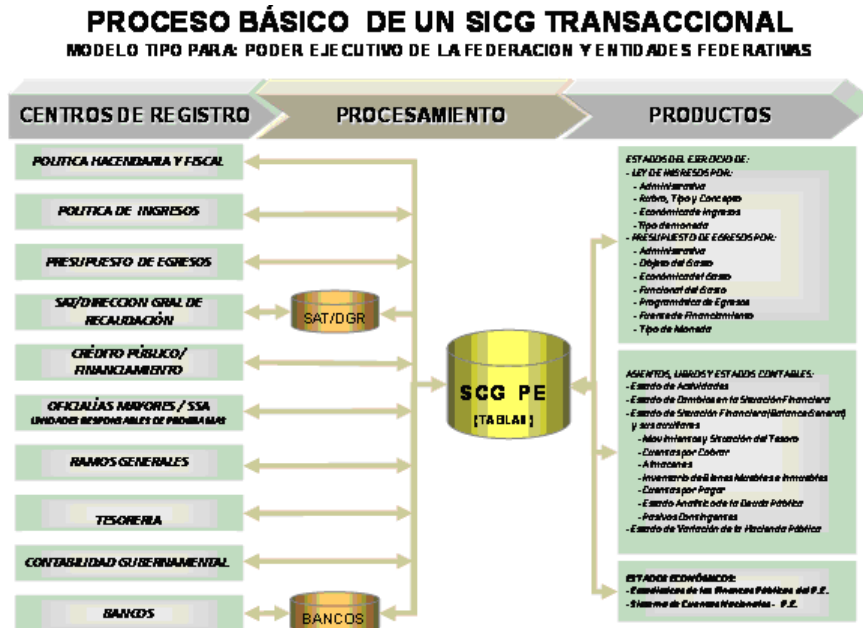 PROCESO BÁSICO DE UN SICG TRANSACCIONAL
MODELO TIPO PARA: PODER EJECUTIVO DE LA FEDERACION Y ENTIDADES FEDERATIVAS
CENTROS DE REGISTRO
PROCESAMIENTO
PRODUCTOS
POLITICA HACENDARIA Y FISCAL
POLITICA DE INGRESOS
PRESUPUESTO DE EGRESOS
SAT/DIRECCION GRAL DE
RECAUDACIÓN
CRÉDITO PÚBLICO/
FINANCIAMIENTO
OFICIALÍAS MAYORES / SSA
UNIDADES RESPONSABLES DE PROGRAMAS
RAMOS GENERALES
TESORERIA
CONTABILIDAD GUBERNAMENTAL
BANCOS
SAT/DGR
BANCOS
SCG PE
(TABLAS)
ESTADOS DEL EJERCICIO DE:
- LEY DE INGRESOS POR:
- Administrativa
- Rubro, Tipo y Concepto
- Económica de Ingresos
- Tipo de moneda
- PRESUPUESTO DE EGRESOS POR:
- Administrativa
- Objeto del Gasto
- Económica del Gasto
- Funcional del Gasto
- Programática de Egresos
- Fuente de Financiamiento
- Tipo de Moneda
ASIENTOS, LIBROS Y ESTADOS CONTABLES:
- Estado de Actividades
- Estado de Cambios en la Situación Financiera
- Estado de Situación Financiera (Balance General)
y sus auxiliares
- Movimientos y Situación del Tesoro
- Cuentas por Cobrar
- Almacenes
- Inventario de Bienes Muebles e Inmuebles
- Cuentas por Pagar
- Estado Analítico de la Deuda Pública
- Pasivos Contingentes
- Estado de Variación de la Hacienda Pública
ESTADOS ECONÓMICOS:
- Estadísticas de las Finanzas Públicas del P.E.
- Sistema de Cuentas Nacionales - P.E.